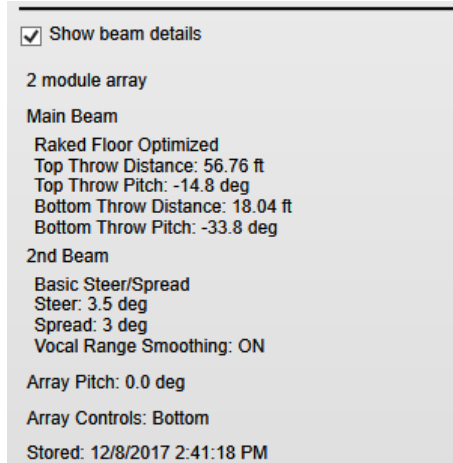 Show beam details
2 module array
Main Beam
Raked Floor Optimized
Top Throw Distance: 56.76 ft
Top Throw Pitch: -14.8 deg
Bottom Throw Distance: 18.04 ft
Bottom Throw Pitch: -33.8 deg
2nd Beam
Basic Steer/Spread
Steer: 3.5 deg
Spread: 3 deg
Vocal Range Smoothing: ON
Array Pitch: 0.0 deg
Array Controls: Bottom
Stored: 12/8/2017 2:41:18 PM